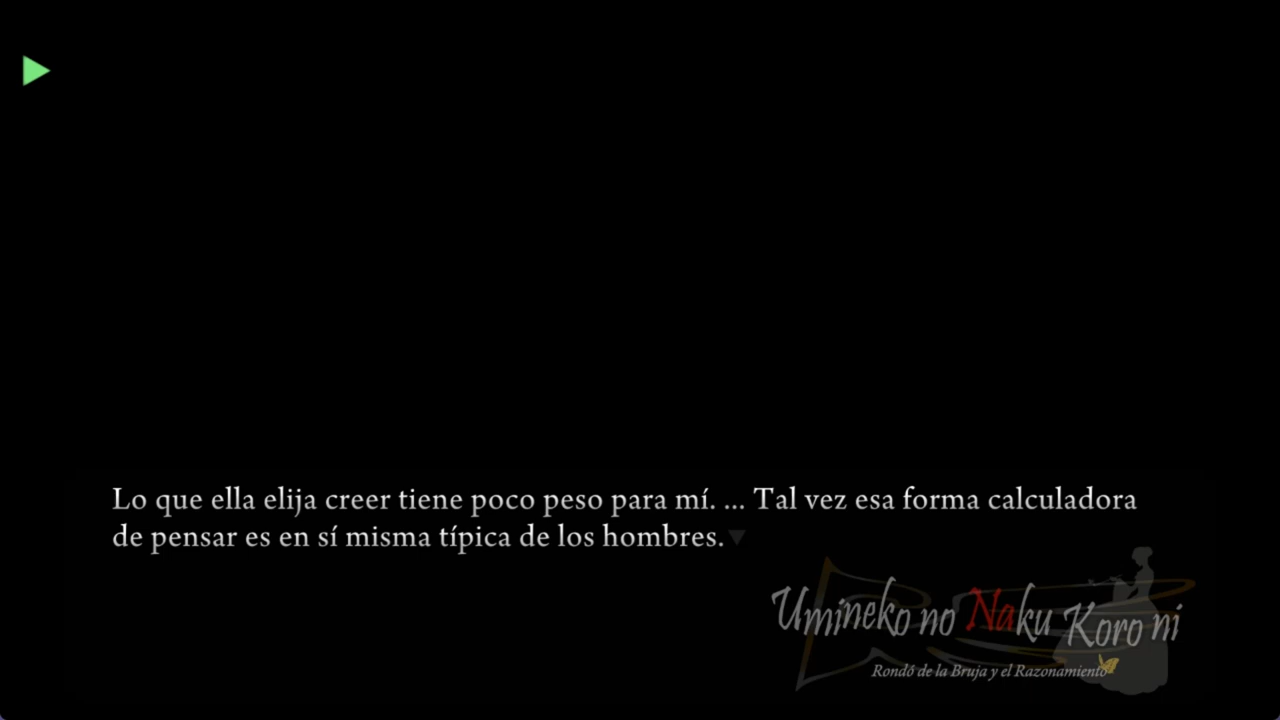 Lo que ella elija creer tiene poco peso para mí. ... Tal vez esa forma calculadora
de pensar es en sí misma típica de los hombres.
Umineko no Naku Koro ni
Rondó de la Bruja y el Razonamiento